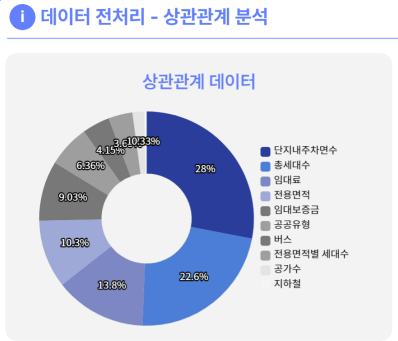 i 데이터 전처리 - 상관관계 분석
상관관계 데이터
28%
22.6%
13.8%
10.3%
9.03%
6.36%
4.15%
단지내주차면수
총세대수
임대료
전용면적
임대보증금
공공유형
버스
전용면적별 세대수
공가수
지하철